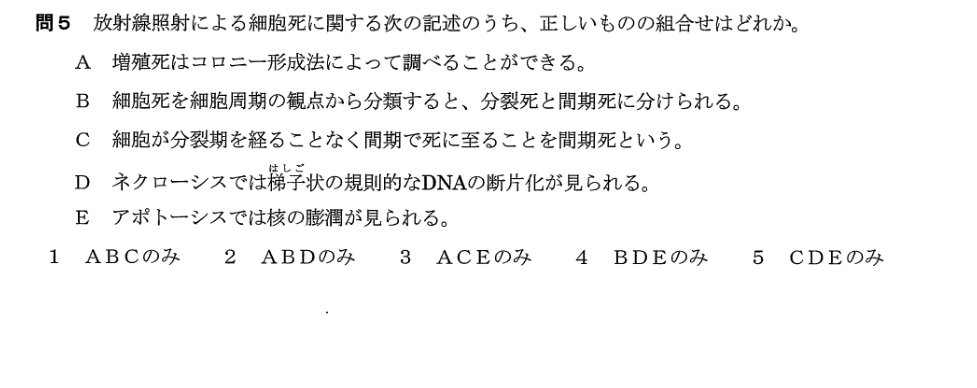 問5 放射線照射による細胞死に関する次の記述のうち、正しいものの組合せはどれか。
A 増殖死はコロニー形成法によって調べることができる。
B 細胞死を細胞周期の観点から分類すると、分裂死と間期死に分けられる。
C 細胞が分裂期を経ることなく間期で死に至ることを間期死という。
はしご
D ネクローシスでは梯子状の規則的なDNAの断片化が見られる。
E アポトーシスでは核の膨潤が見られる。
1 ABCのみ 2 ABDのみ 3 ACEのみ 4 BDEのみ 5 CDEのみ